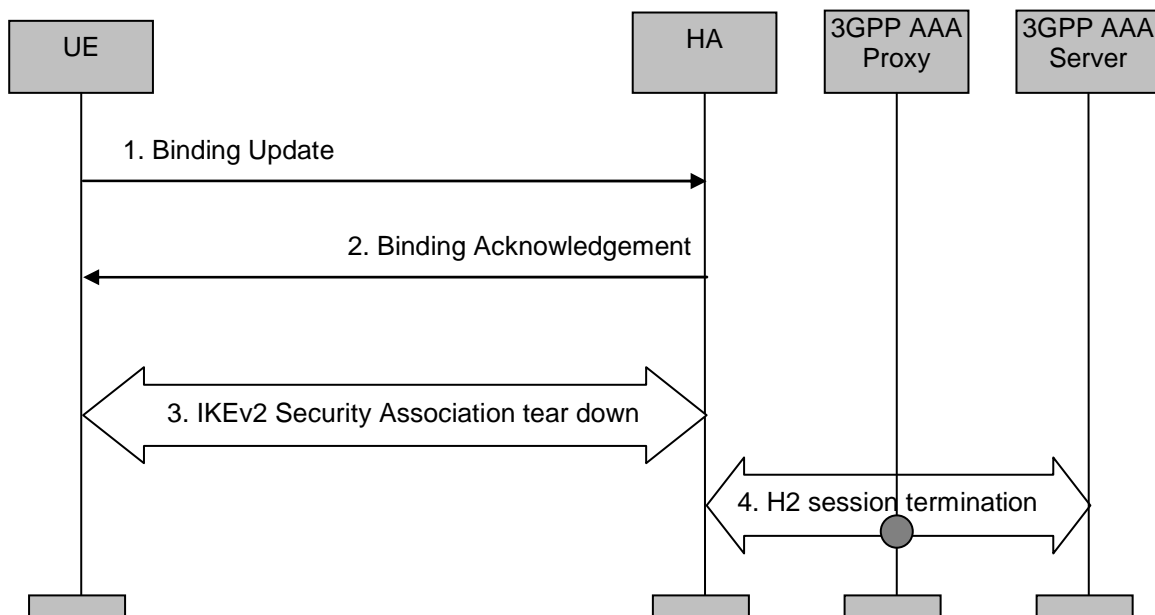 UE
HA
3GPP AAA
Proxy
3GPP AAA
Server
1. Binding Update
2. Binding Acknowledgement
3. IKEv2 Security Association tear down
4. H2 session termination